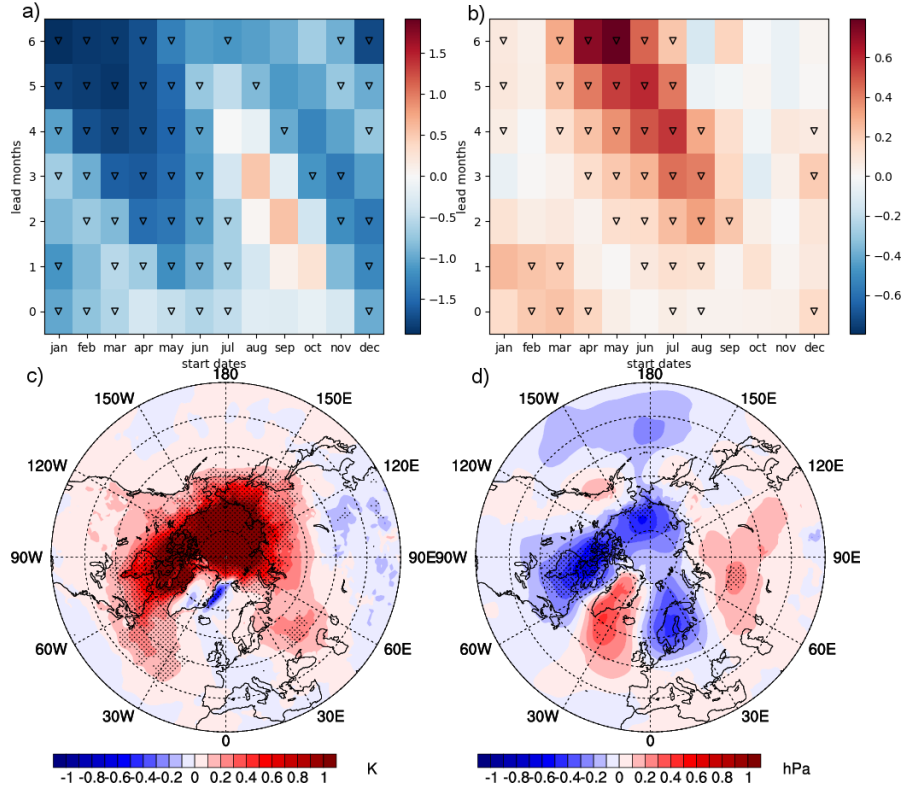 a)
b)
6
5
4
3
2
1
0
lead months
jan feb mar apr may jun jul aug sep oct nov dec
start dates
1.5
1.0
0.5
0.0
−0.5
−1.0
−1.5
6
5
4
3
2
1
0
lead months
jan feb mar apr may jun jul aug sep oct nov dec
start dates
0.6
0.4
0.2
0.0
−0.2
−0.4
−0.6
c)
180
150W 150E
120W 120E
90W 90E
60W 60E
30W 30E
0
-1 -0.8-0.6-0.4-0.2 0 0.2 0.4 0.6 0.8 1 K
d)
180
150W 150E
120W 120E
90W 90E
60W 60E
30W 30E
0
-1 -0.8-0.6-0.4-0.2 0 0.2 0.4 0.6 0.8 1 hPa